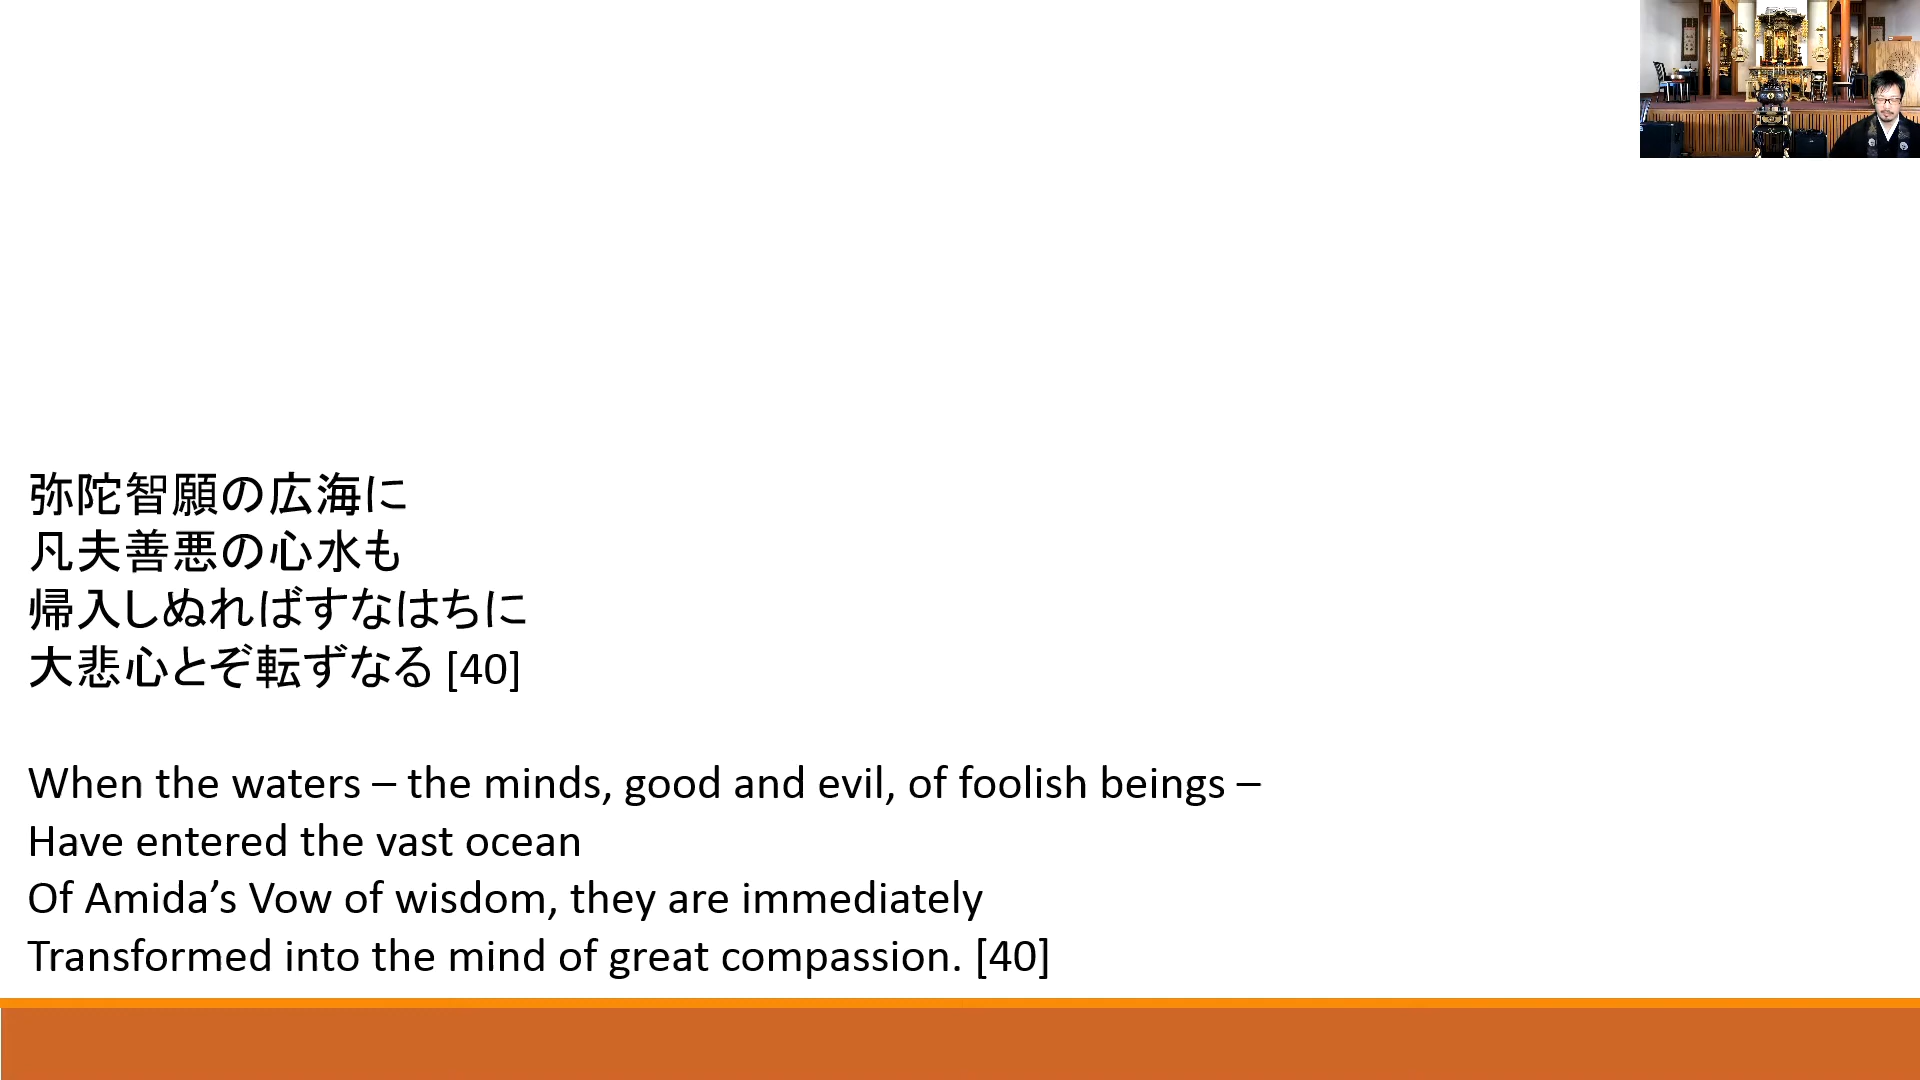 弥陀智願の広海に
凡夫善悪の心水も
帰入しぬればすなはちに
大悲心とぞ転ずなる [40]
When the waters – the minds, good and evil, of foolish beings –
Have entered the vast ocean
Of Amida’s Vow of wisdom, they are immediately
Transformed into the mind of great compassion. [40]